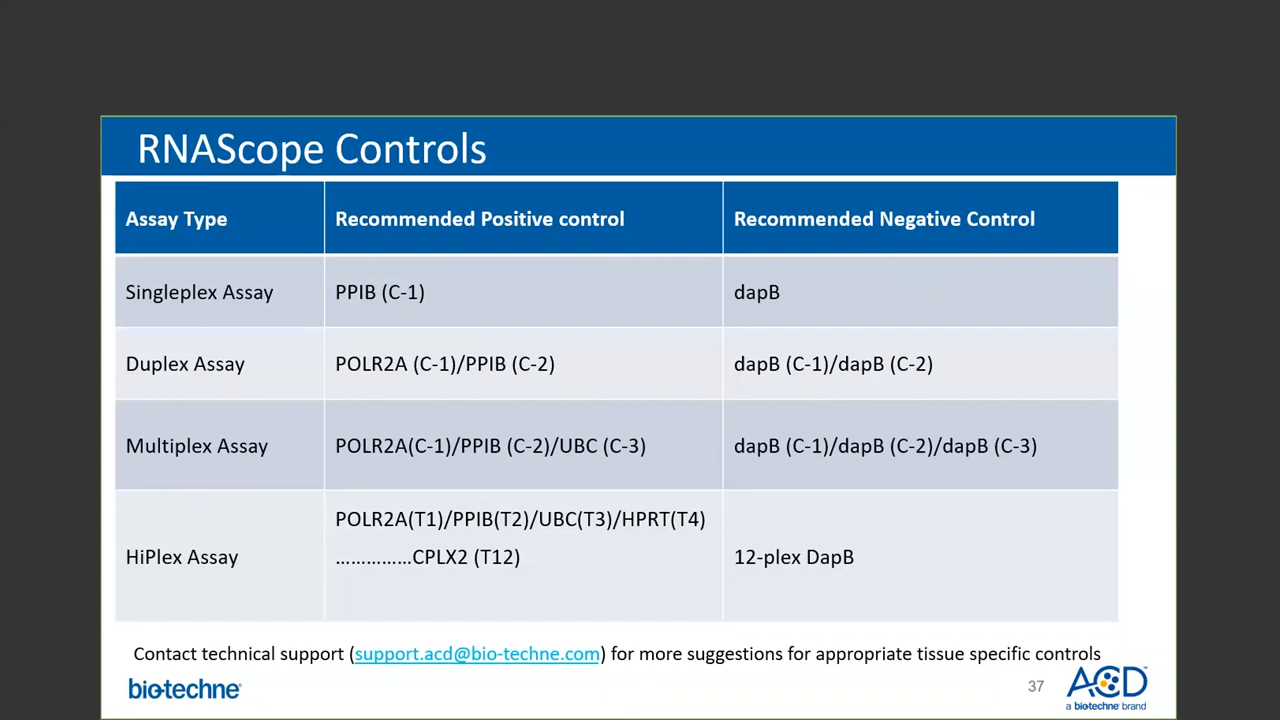 RNAScope Controls
Assay Type
Recommended Positive control
Recommended Negative Control
Singleplex Assay
PPIB (C-1)
dapB
Duplex Assay
POLR2A (C-1)/PPIB (C-2)
dapB (C-1)/dapB (C-2)
Multiplex Assay
POLR2A(C-1)/PPIB (C-2)/UBC (C-3)
dapB (C-1)/dapB (C-2)/dapB (C-3)
HiPlex Assay
POLR2A(T1)/PPIB(T2)/UBC(T3)/HPRT(T4)
……………CPLX2 (T12)
12-plex DapB
Contact technical support (support.acd@bio-techne.com) for more suggestions for appropriate tissue specific controls
bio-techne®
37
ACD™
a bio-techne brand